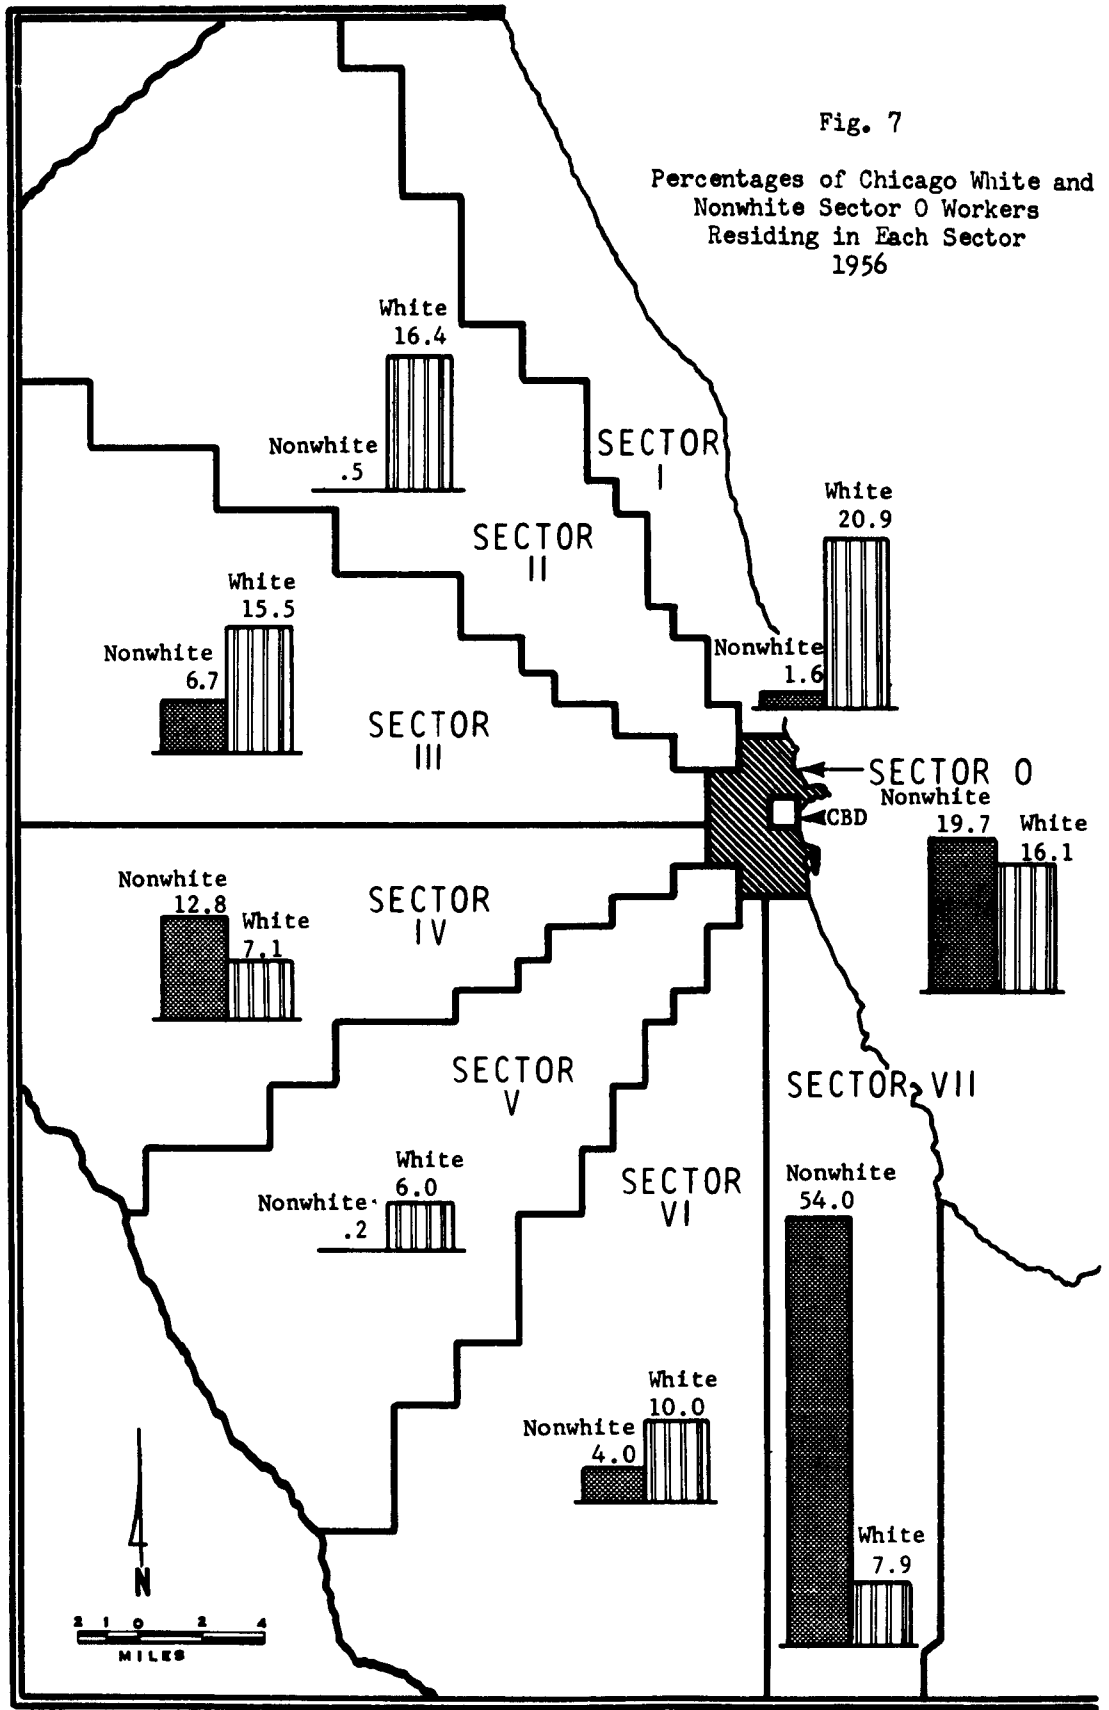 Fig. 7
Percentages of Chicago White and
Nonwhite Sector O Workers
Residing in Each Sector
1956
White
16.4
Nonwhite
.5
SECTOR
I
SECTOR
II
White
20.9
Nonwhite
1.6
White
15.5
Nonwhite
6.7
SECTOR
III
SECTOR O
CBD
Nonwhite
19.7
White
16.1
Nonwhite
12.8
White
7.1
SECTOR
IV
SECTOR
V
SECTOR VII
White
6.0
Nonwhite
.2
SECTOR
VI
Nonwhite
54.0
White
7.9
White
10.0
Nonwhite
4.0
N
2 1 0 2 4
MILES